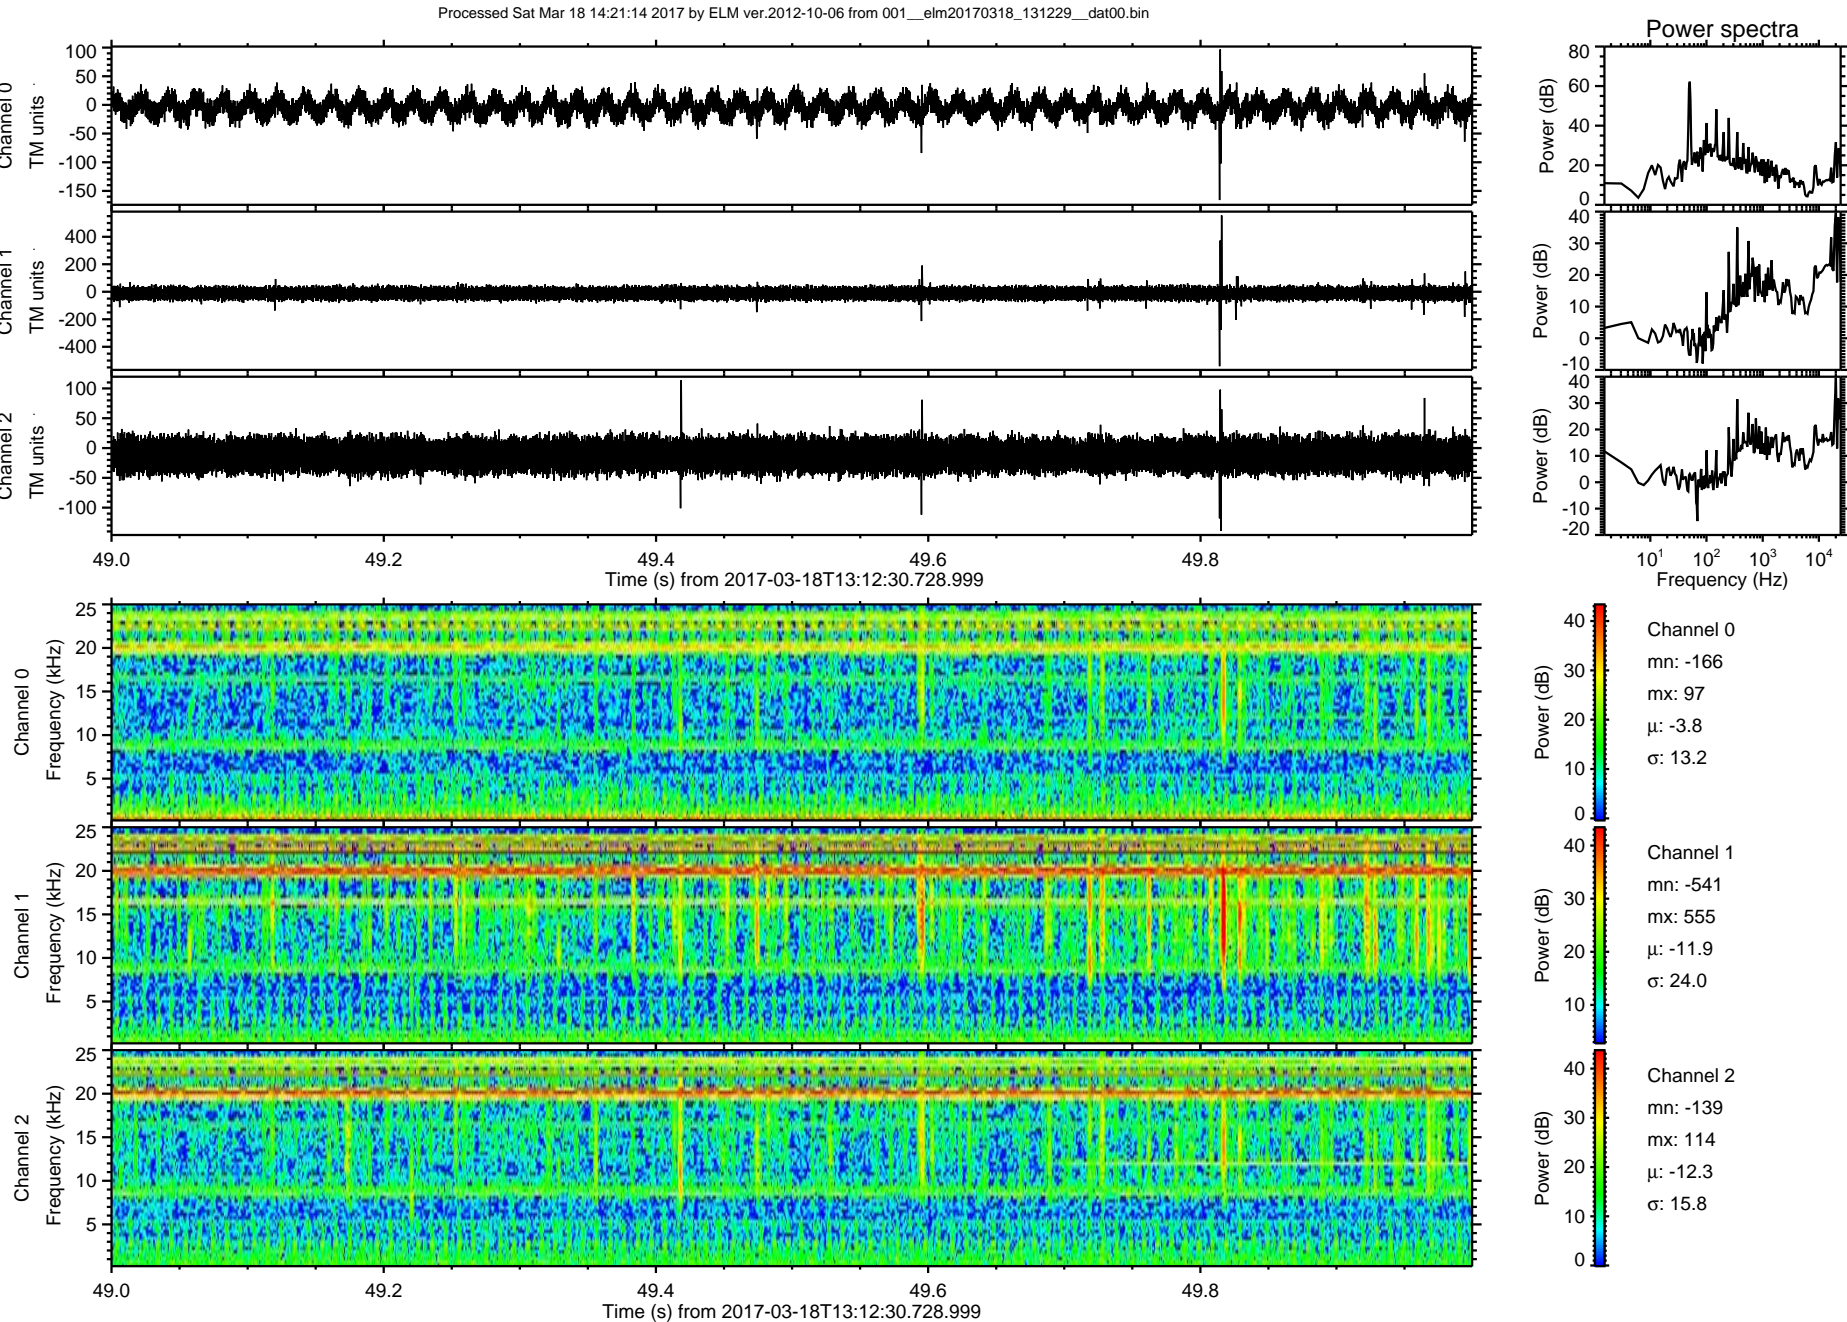 Processed Sat Mar 18 14:21:14 2017 by ELM ver.2012-10-06 from 001__elm20170318_131229__dat00.bin
Power spectra
Channel 0
TM units
100
50
0
-50
-100
-150
Power (dB)
80
60
40
20
0
Channel 1
TM units
400
200
0
-200
-400
Power (dB)
40
30
20
10
0
-10
Channel 2
TM units
100
50
0
-50
-100
Power (dB)
40
30
20
10
0
-10
-20
49.0 49.2 49.4 49.6 49.8
Time (s) from 2017-03-18T13:12:30.728.999
10^1 10^2 10^3 10^4
Frequency (Hz)
Channel 0
Frequency (kHz)
25
20
15
10
5
Power (dB)
40
30
20
10
0
Channel 0
mn: -166
mx: 97
μ: -3.8
σ: 13.2
Channel 1
Frequency (kHz)
25
20
15
10
5
Power (dB)
40
30
20
10
Channel 1
mn: -541
mx: 555
μ: -11.9
σ: 24.0
Channel 2
Frequency (kHz)
25
20
15
10
5
Power (dB)
40
30
20
10
0
Channel 2
mn: -139
mx: 114
μ: -12.3
σ: 15.8
49.0 49.2 49.4 49.6 49.8
Time (s) from 2017-03-18T13:12:30.728.999